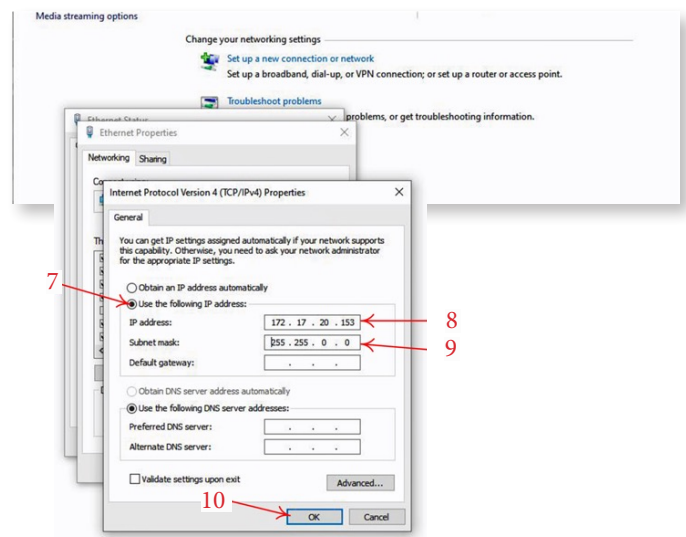 Media streaming options
Change your networking settings
Set up a new connection or network
Set up a broadband, dial-up, or VPN connection; or set up a router or access point.
Troubleshoot problems
problems, or get troubleshooting information.
Ethernet Status
Ethernet Properties
Networking Sharing
Internet Protocol Version 4 (TCP/IPv4) Properties
General
You can get IP settings assigned automatically if your network supports
this capability. Otherwise, you need to ask your network administrator
for the appropriate IP settings.
Obtain an IP address automatically
7
Use the following IP address:
IP address: 172 . 17 . 20 . 153
8
Subnet mask: 255 . 255 . 0 . 0
9
Default gateway: . . .
Obtain DNS server address automatically
Use the following DNS server addresses:
Preferred DNS server: . . .
Alternate DNS server: . . .
Validate settings upon exit
Advanced...
10
OK Cancel